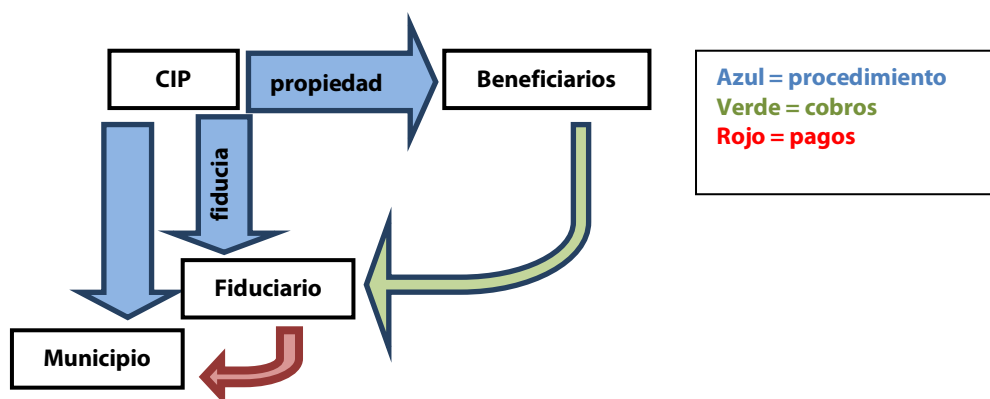 CIP
propiedad
Beneficiarios
Azul = procedimiento
Verde = cobros
Rojo = pagos
fiducia
Fiduciario
Municipio